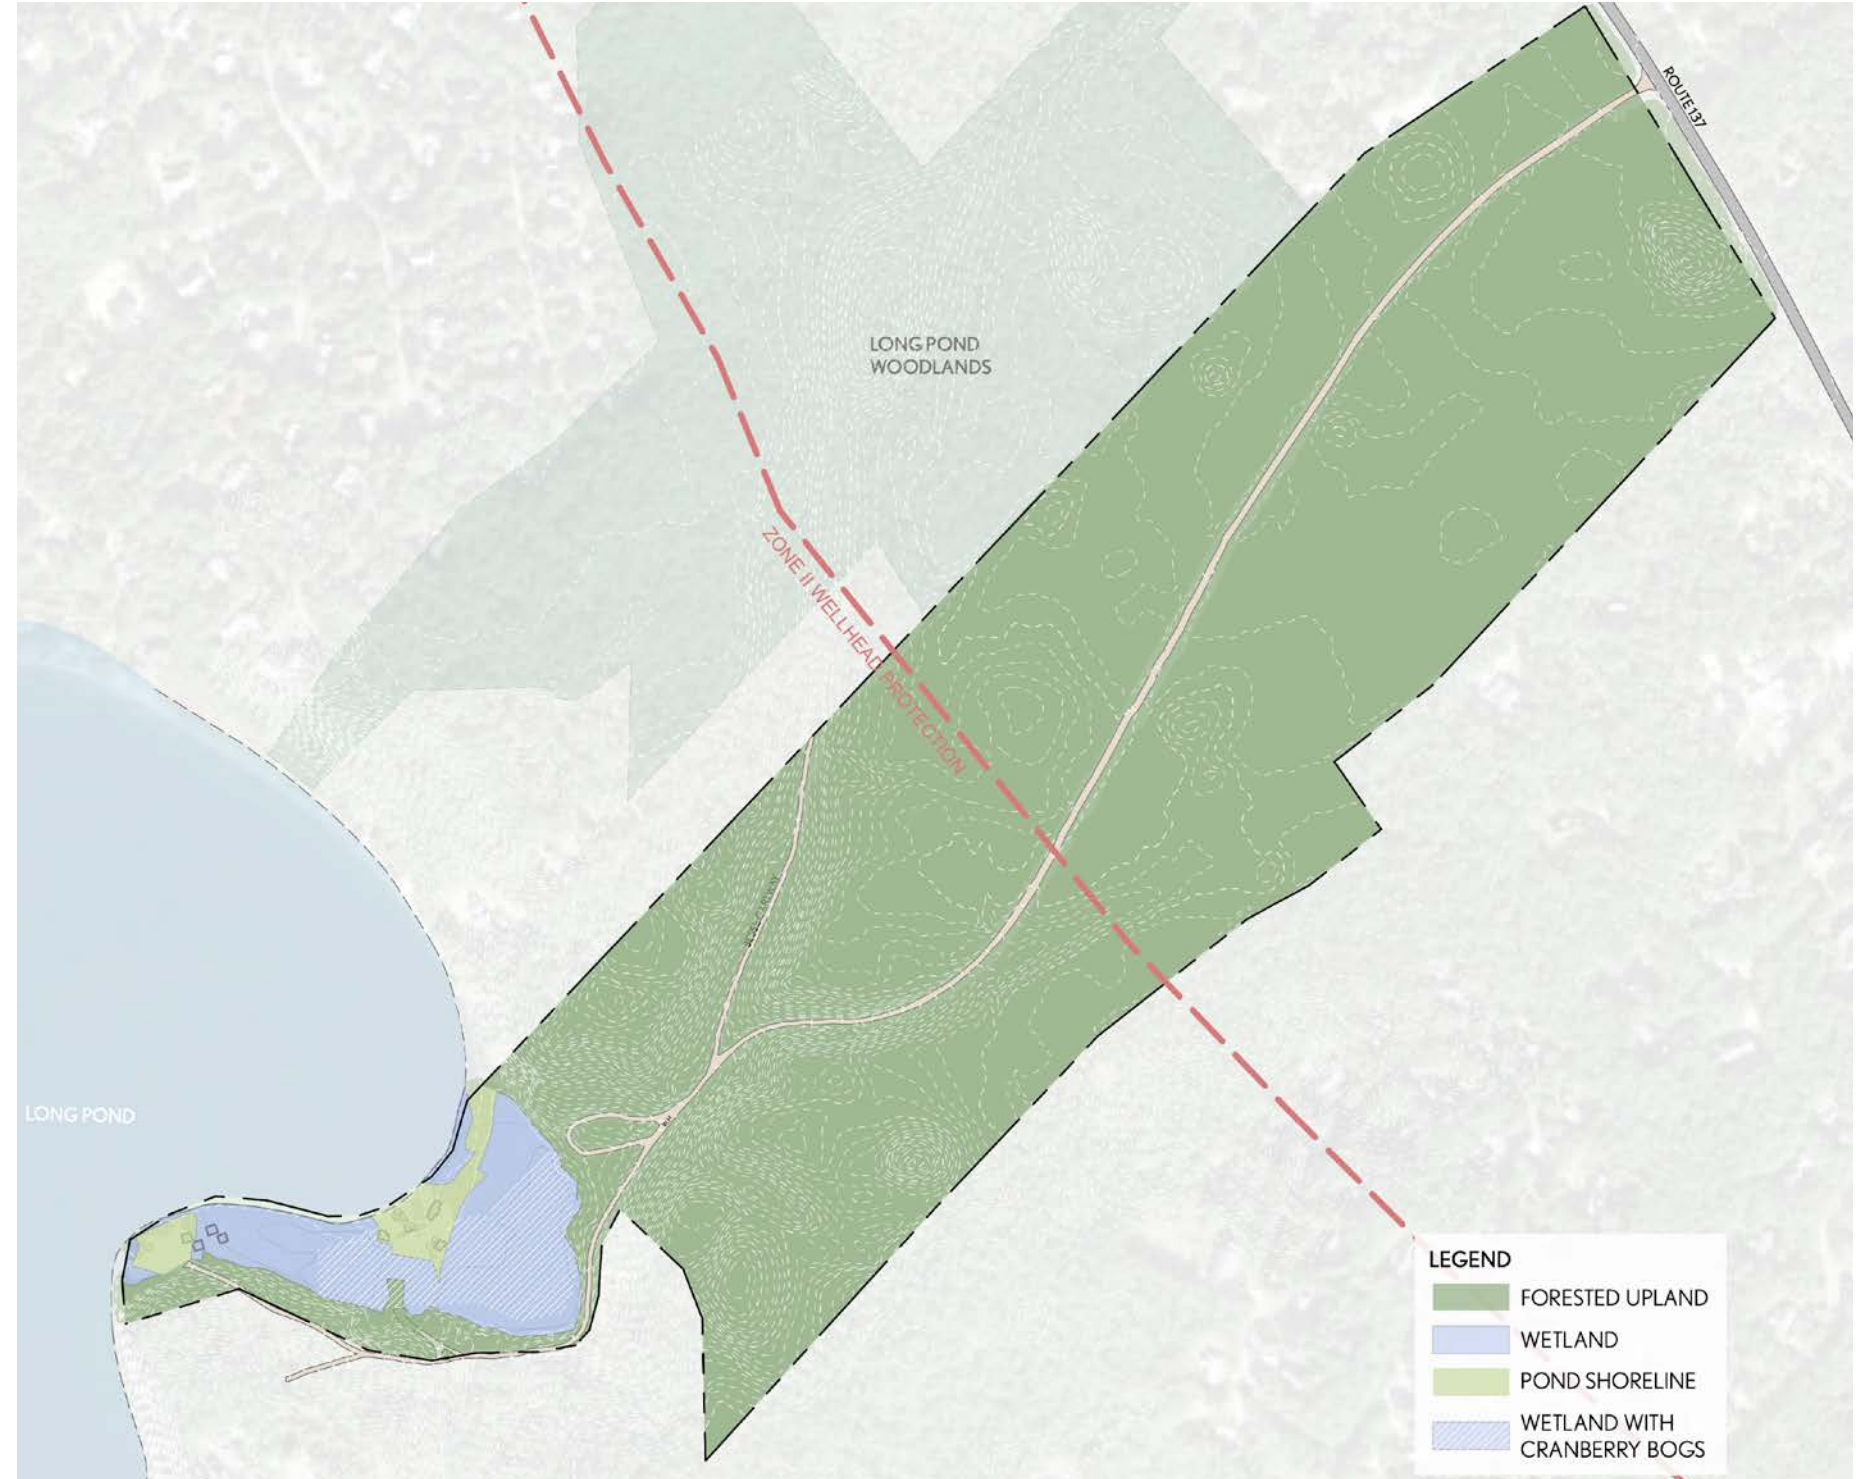 ROUTE 137
LONG POND
WOODLANDS
ZONE II WELLHEAD PROTECTION
LONG POND
LEGEND
FORESTED UPLAND
WETLAND
POND SHORELINE
WETLAND WITH
CRANBERRY BOGS